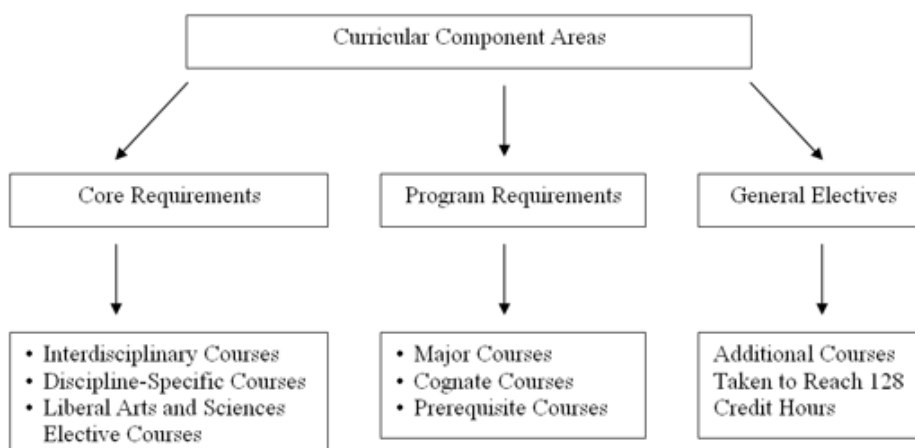 Curricular Component Areas
Core Requirements
Program Requirements
General Electives
• Interdisciplinary Courses
• Discipline-Specific Courses
• Liberal Arts and Sciences
Elective Courses
• Major Courses
• Cognate Courses
• Prerequisite Courses
Additional Courses
Taken to Reach 128
Credit Hours